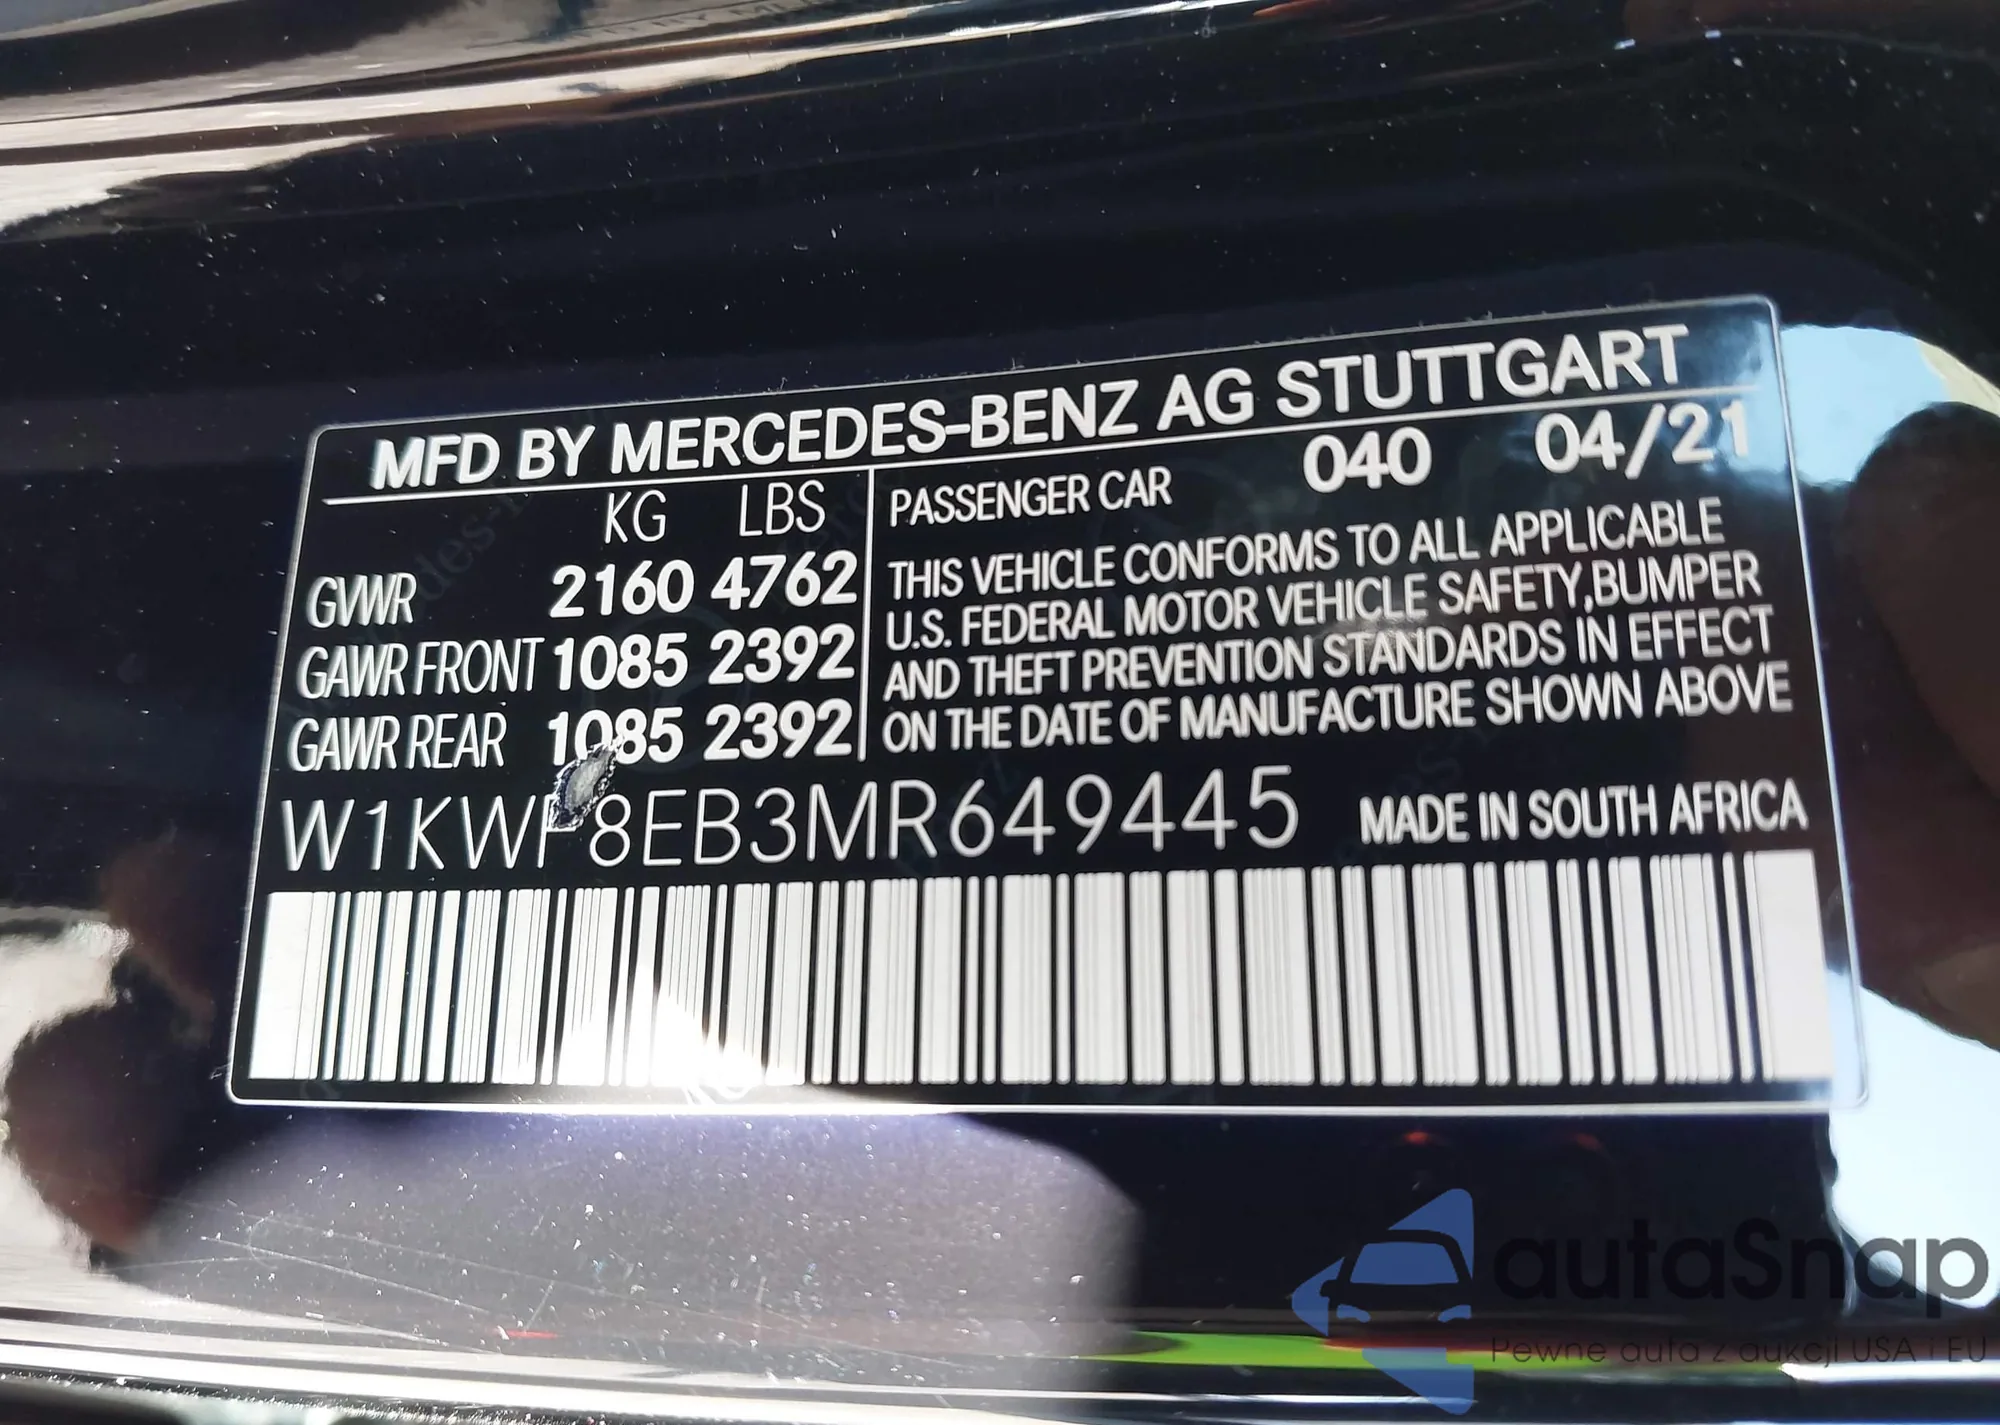 MFD BY MERCEDES-BENZ AG STUTTGART
KG LBS
GVWR 2160 4762
GAWR FRONT 1085 2392
GAWR REAR 1085 2392
PASSENGER CAR 040 04/21
THIS VEHICLE CONFORMS TO ALL APPLICABLE
U.S. FEDERAL MOTOR VEHICLE SAFETY,BUMPER
AND THEFT PREVENTION STANDARDS IN EFFECT
ON THE DATE OF MANUFACTURE SHOWN ABOVE
W1KWF8EB3MR649445 MADE IN SOUTH AFRICA
autaSnap
Pewne auta z aukcji USA i EU